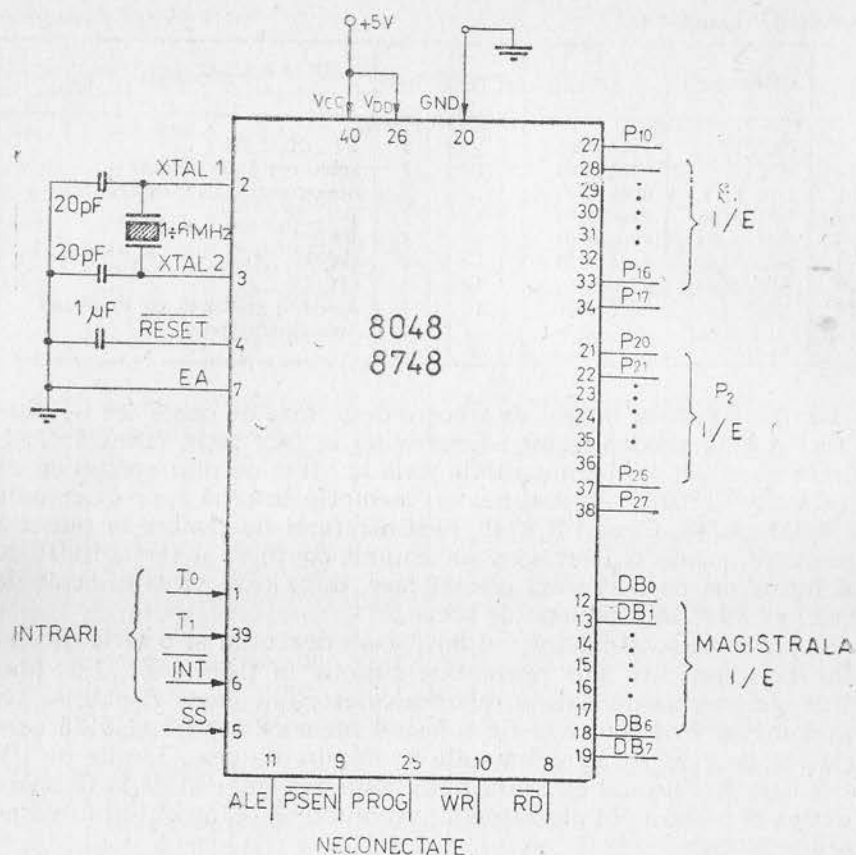 +5V
VCC VDD GND
40 26 20
XTAL 1
2
20pF
1÷6MHz
20pF
XTAL 2
3
1 µF
RESET
4
EA
7
8048
8748
27 P10
28
29
30
31
32
33 P16
34 P17
I/E
21 P20
22 P21
23
24
35
36
37 P26
38 P27
P2
I/E
12 DB0
13 DB1
14
15
16
17
18 DB6
19 DB7
MAGISTRALA
I/E
INTRARI
T0
1
T1
39
INT
6
SS
5
11 9 25 10 8
ALE PSEN PROG WR RD
NECONECTATE